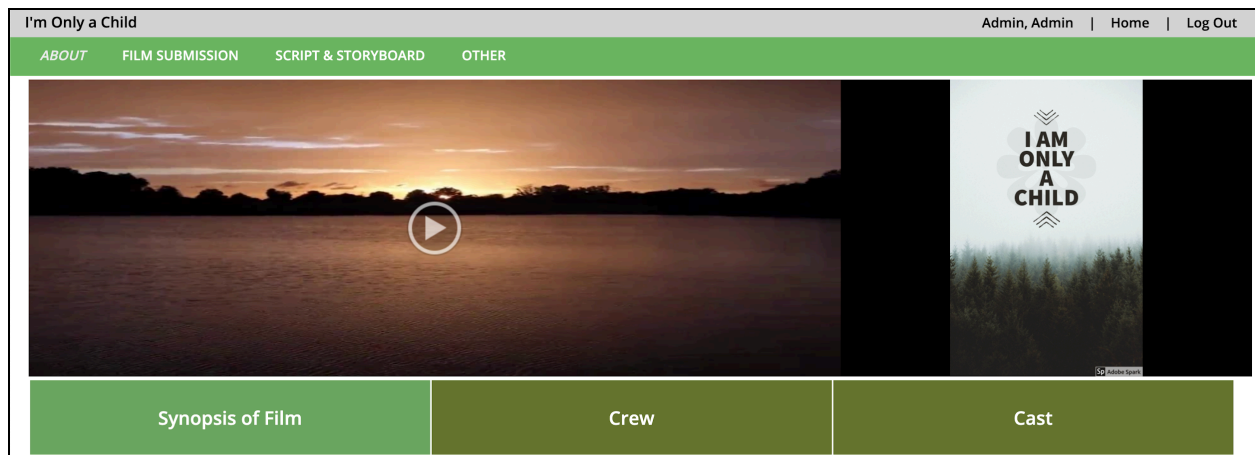 I'm Only a Child
Admin, Admin | Home | Log Out
ABOUT FILM SUBMISSION SCRIPT & STORYBOARD OTHER
I AM
ONLY
A
CHILD
Sp Adobe Spark
Synopsis of Film Crew Cast